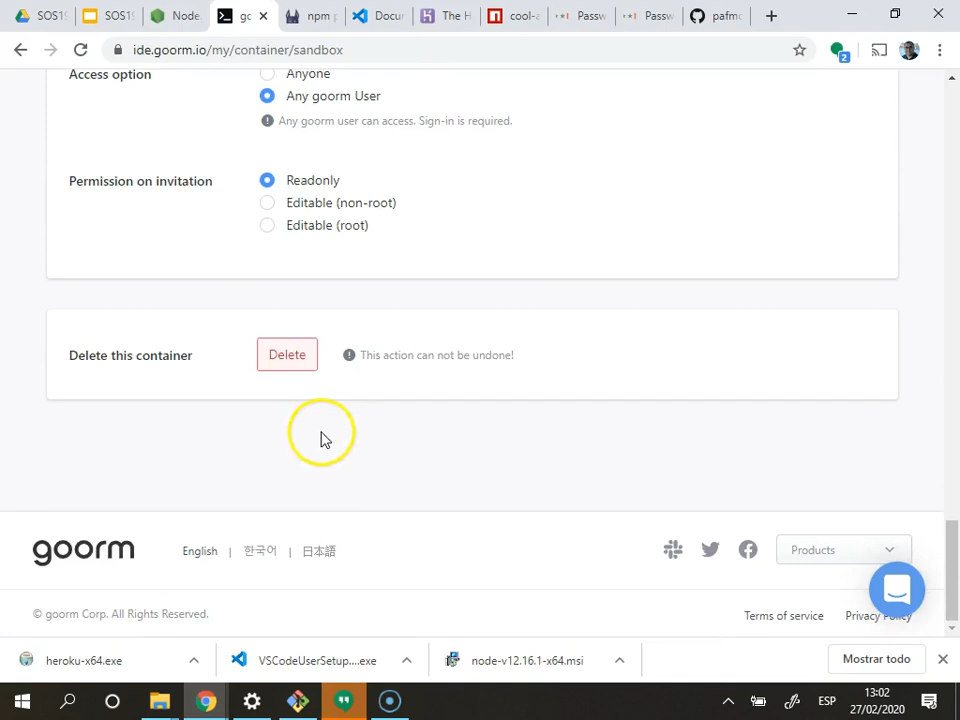 SOS19
SOS19
Node
gc
npm p
Docu
The H
cool-a
Passw
Passw
pafmo
ide.goorm.io/my/container/sandbox
2
Access option
Anyone
Any goorm User
Any goorm user can access. Sign-in is required.
Permission on invitation
Readonly
Editable (non-root)
Editable (root)
Delete this container
Delete
This action can not be undone!
goorm
English | 한국어 | 日本語
Products
© goorm Corp. All Rights Reserved.
Terms of service
Privacy Policy
heroku-x64.exe
VSCodeUserSetup....exe
node-v12.16.1-x64.msi
Mostrar todo
ESP
13:02
27/02/2020